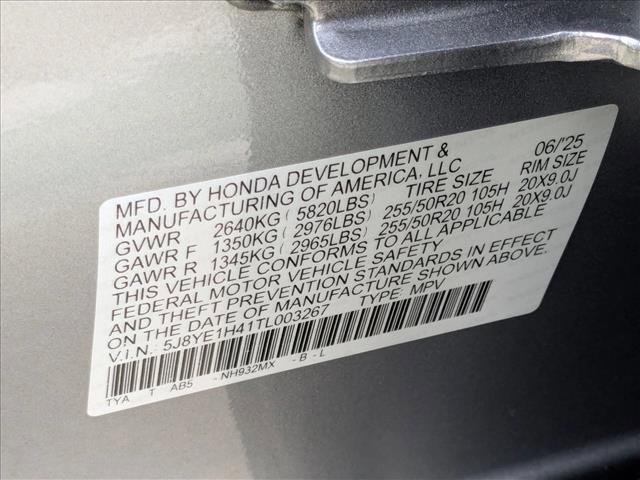 MFD. BY HONDA DEVELOPMENT & 06/'25
MANUFACTURING OF AMERICA, LLC
GVWR 2640KG ( 5820LBS) TIRE SIZE RIM SIZE
GAWR F 1350KG ( 2976LBS) 255/50R20 105H 20X9.0J
GAWR R 1345KG ( 2965LBS) 255/50R20 105H 20X9.0J
THIS VEHICLE CONFORMS TO ALL APPLICABLE
FEDERAL MOTOR VEHICLE SAFETY
AND THEFT PREVENTION STANDARDS IN EFFECT
ON THE DATE OF MANUFACTURE SHOWN ABOVE.
V.I.N. 5J8YE1H41TL003267 TYPE: MPV
TYA T AB5 - NH932MX - B - L